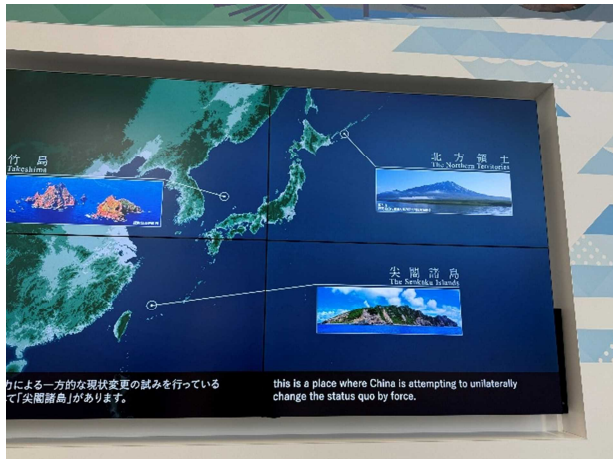 竹島
Takeshima
北方領土
The Northern Territories
尖閣諸島
The Senkaku Islands
力による一方的な現状変更の試みを行っている
て「尖閣諸島」があります。
this is a place where China is attempting to unilaterally
change the status quo by force.